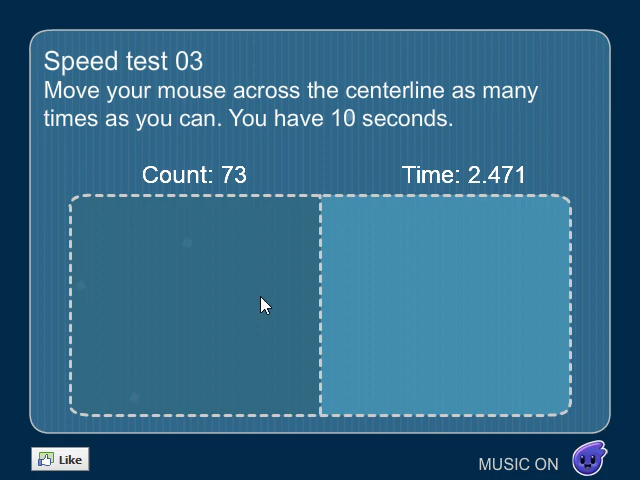 Speed test 03
Move your mouse across the centerline as many
times as you can. You have 10 seconds.
Count: 73
Time: 2.471
Like
MUSIC ON